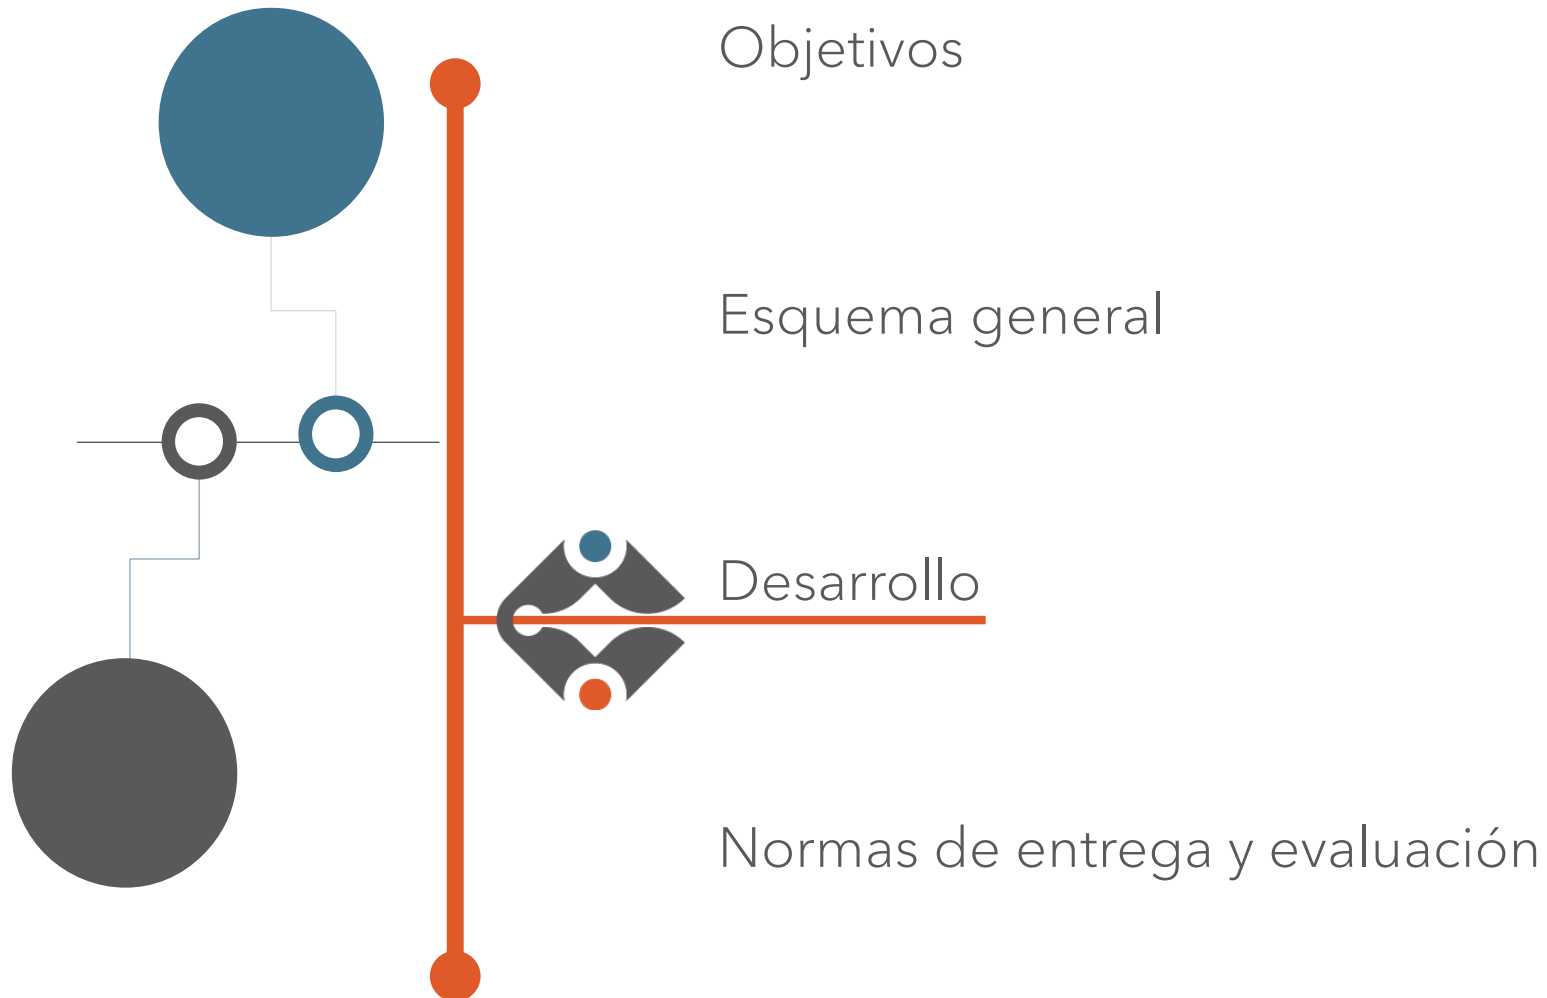 Objetivos
Esquema general
Desarrollo
Normas de entrega y evaluación